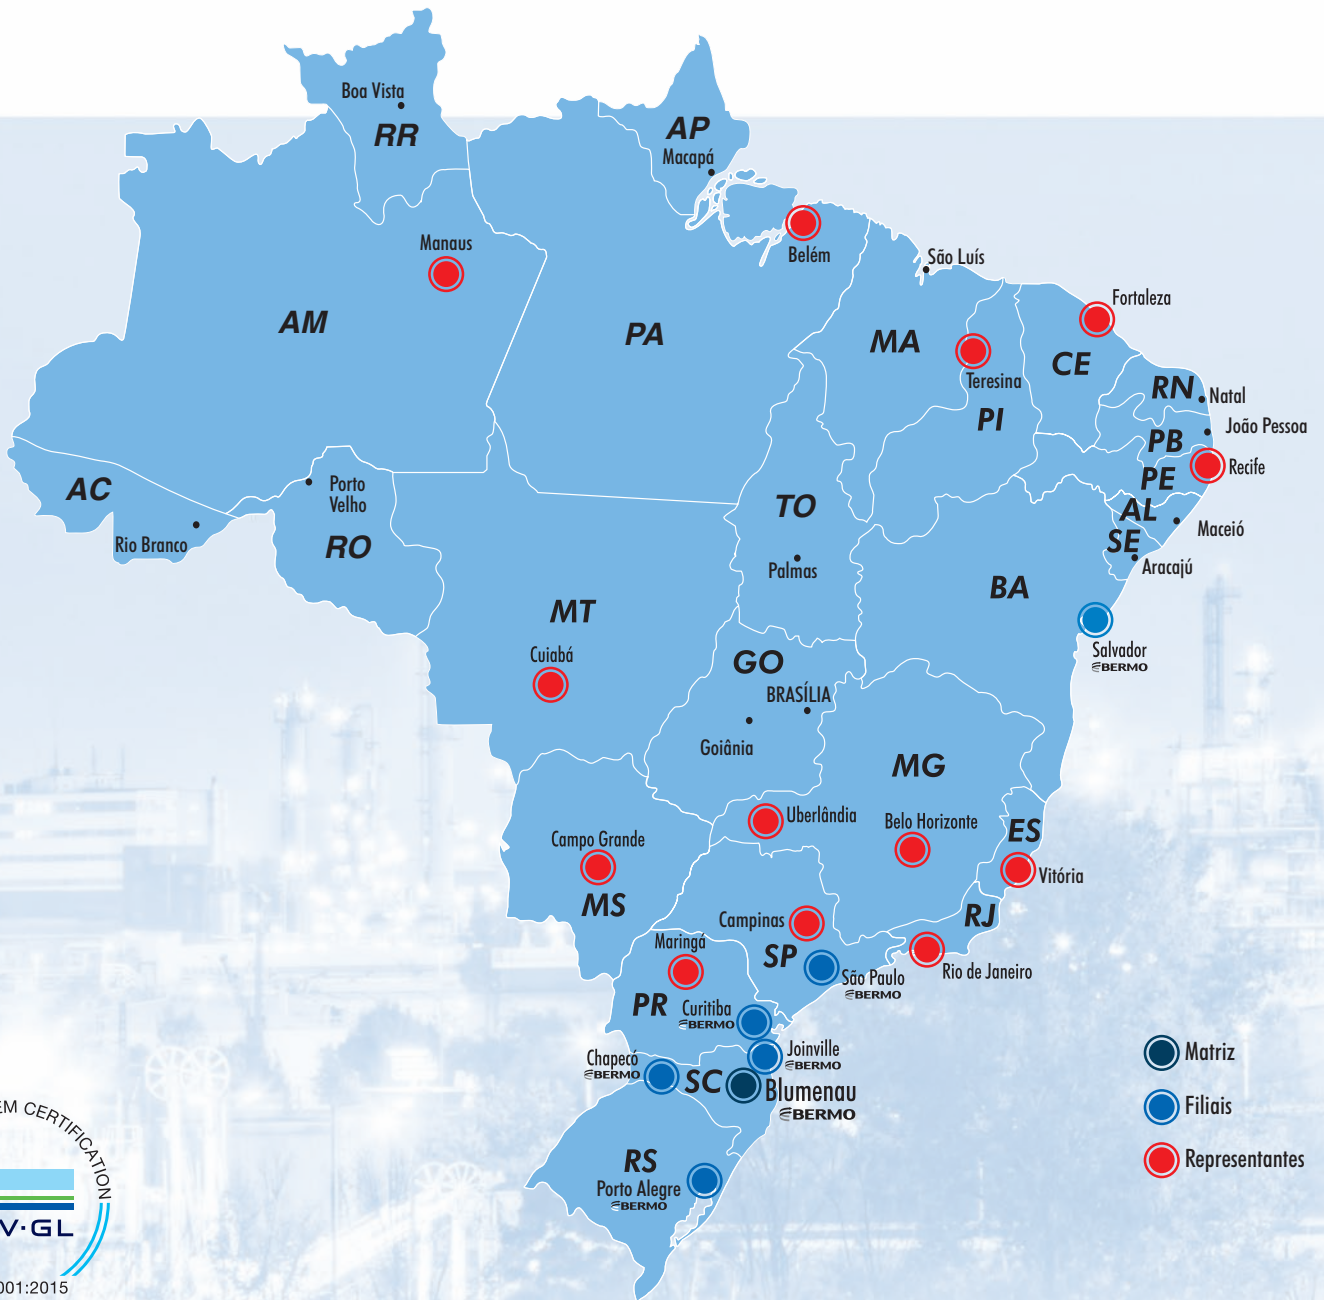 Boa Vista
RR
AP
Macapá
Manaus
Belém
São Luís
Fortaleza
AM
PA
MA
Teresina
CE
RN
Natal
PI
João Pessoa
PB
Recife
PE
AC
Porto
Velho
Rio Branco
RO
TO
Palmas
AL
Maceió
SE
Aracajú
BA
MT
Cuiabá
Salvador
BERMO
GO
BRASÍLIA
Goiânia
MG
Uberlândia
Belo Horizonte
ES
Vitória
Campo Grande
MS
RJ
Rio de Janeiro
Campinas
SP
São Paulo
BERMO
Maringá
PR
Curitiba
BERMO
Joinville
BERMO
Chapecó
BERMO
SC
Blumenau
BERMO
RS
Porto Alegre
BERMO
Matriz
Filiais
Representantes
EM CERTIFICATION
V·GL
001:2015